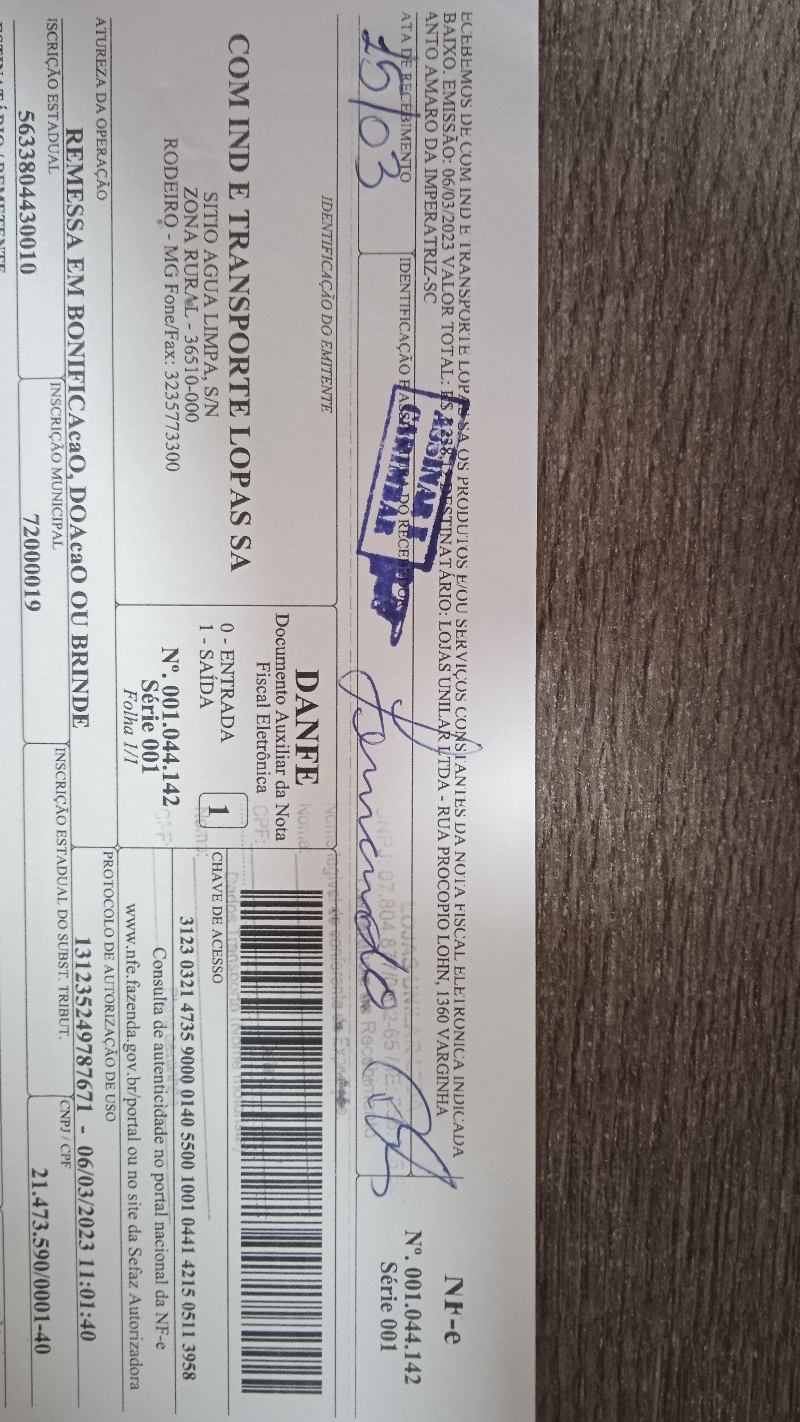 ECEBEMOS DE COM IND E TRANSPORTE LOPAS SA OS PRODUTOS E/OU SERVIÇOS CONSTANTES DA NOTA FISCAL ELETRONICA INDICADA
BAIXO. EMISSÃO: 06/03/2023 VALOR TOTAL: DESTINATÁRIO: LOJAS UNILAR LTDA - RUA PROCOPIO LOHN, 1360 VARGINHA
ANTO AMARO DA IMPERATRIZ-SC
NF-e
Nº. 001.044.142
Série 001
ATA DE RECEBIMENTO
15/03
IDENTIFICAÇÃO E ASSINATURA DO RECEBEDOR
ASSINAR E
CARIMBAR
IDENTIFICAÇÃO DO EMITENTE
COM IND E TRANSPORTE LOPAS SA
SITIO AGUA LIMPA, S/N
ZONA RURAL - 36510-000
RODEIRO - MG Fone/Fax: 3235773300
DANFE
Documento Auxiliar da Nota
Fiscal Eletrônica
0 - ENTRADA
1 - SAÍDA
1
Nº. 001.044.142
Série 001
Folha 1/1
CHAVE DE ACESSO
3123 0321 4735 9000 0140 5500 1001 0441 4215 0511 3958
Consulta de autenticidade no portal nacional da NF-e
www.nfe.fazenda.gov.br/portal ou no site da Sefaz Autorizadora
ATUREZA DA OPERAÇÃO
REMESSA EM BONIFICAcaO, DOAcaO OU BRINDE
PROTOCOLO DE AUTORIZAÇÃO DE USO
131235249787671 - 06/03/2023 11:01:40
ISCRIÇÃO ESTADUAL
5633804430010
INSCRIÇÃO MUNICIPAL
72000019
INSCRIÇÃO ESTADUAL DO SUBST. TRIBUT.
CNPJ / CPF
21.473.590/0001-40